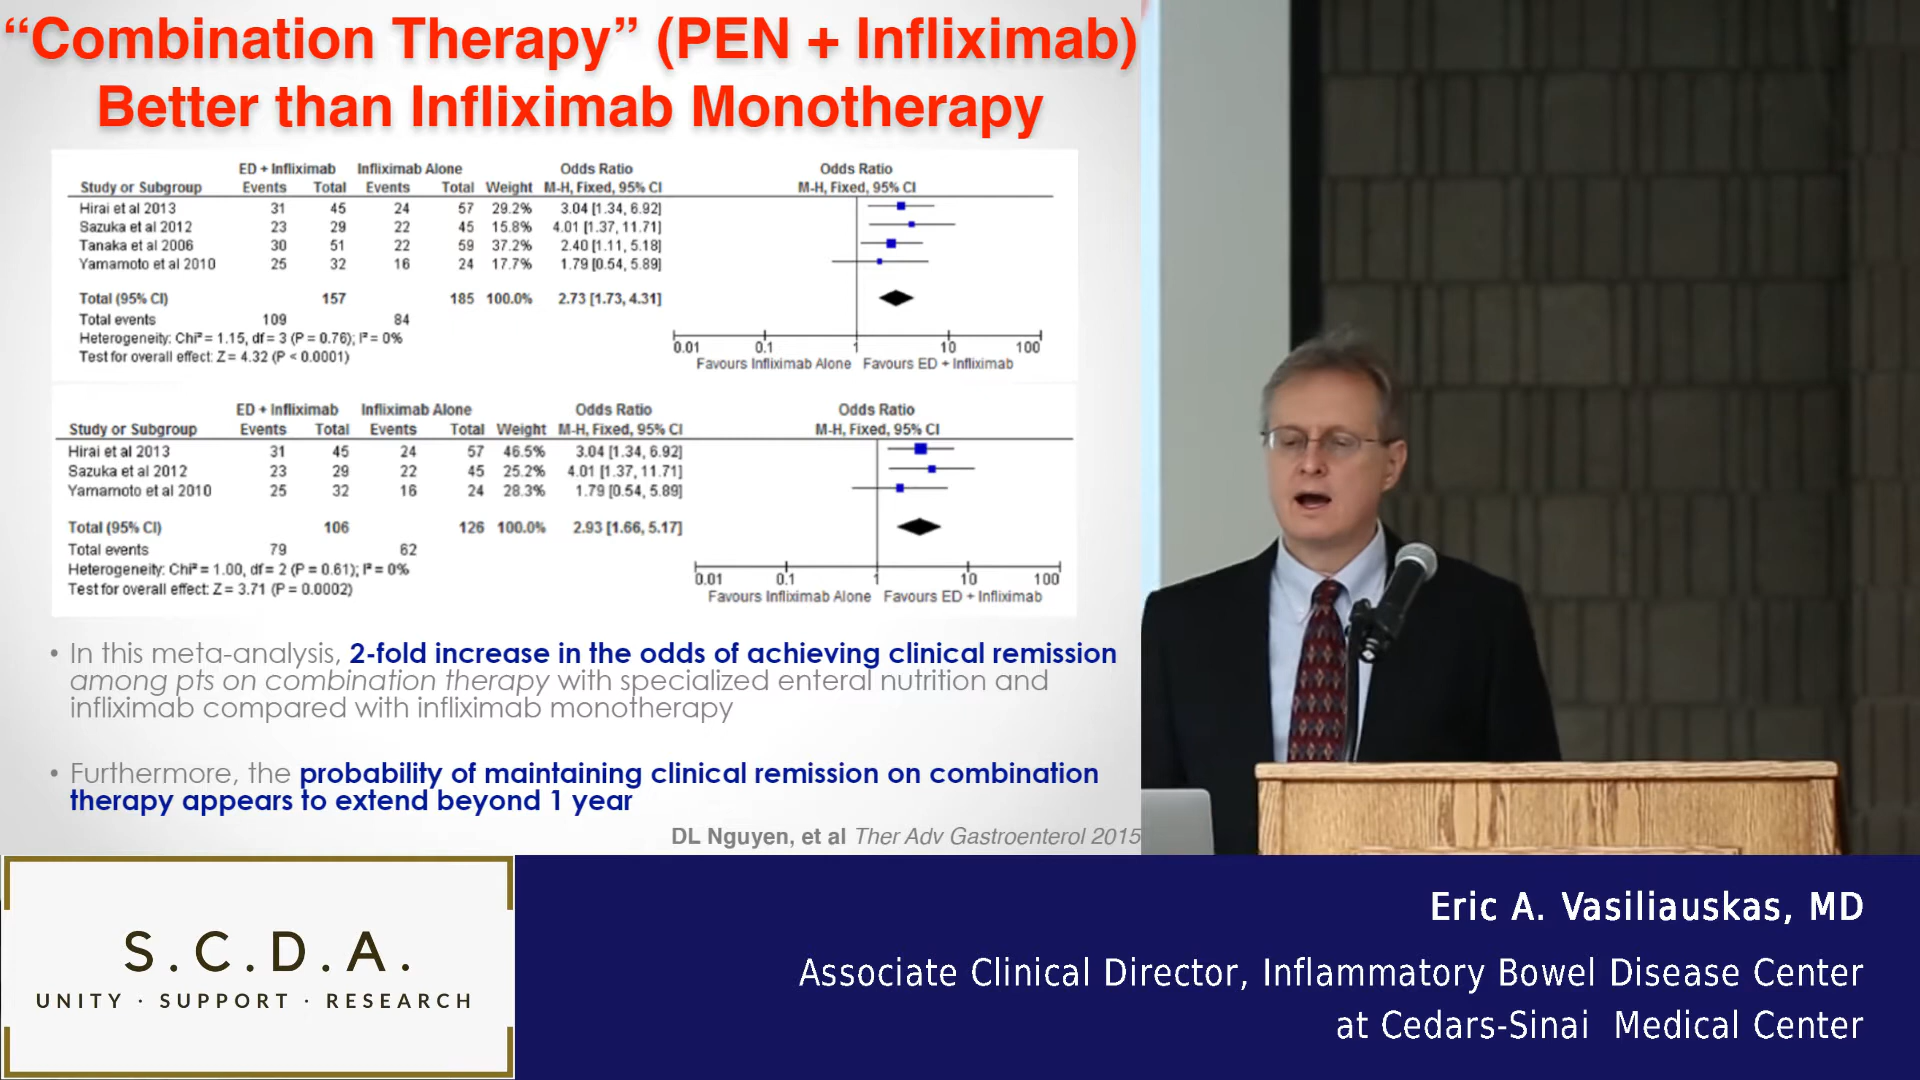 “Combination Therapy” (PEN + Infliximab)
Better than Infliximab Monotherapy
ED + Infliximab Infliximab Alone Odds Ratio Odds Ratio
Study or Subgroup Events Total Events Total Weight M-H, Fixed, 95% CI M-H, Fixed, 95% CI
Hirai et al 2013 31 45 24 57 29.2% 3.04 [1.34, 6.92]
Sazuka et al 2012 23 29 22 45 15.8% 4.01 [1.37, 11.71]
Tanaka et al 2006 30 51 22 59 37.2% 2.40 [1.11, 5.18]
Yamamoto et al 2010 25 32 16 24 17.7% 1.79 [0.54, 5.89]
Total (95% CI) 157 185 100.0% 2.73 [1.73, 4.31]
Total events 109 84
Heterogeneity: Chi² = 1.15, df = 3 (P = 0.76); I² = 0%
Test for overall effect: Z = 4.32 (P < 0.0001)
0.01 0.1 1 10 100
Favours Infliximab Alone Favours ED + Infliximab
ED + Infliximab Infliximab Alone Odds Ratio Odds Ratio
Study or Subgroup Events Total Events Total Weight M-H, Fixed, 95% CI M-H, Fixed, 95% CI
Hirai et al 2013 31 45 24 57 46.5% 3.04 [1.34, 6.92]
Sazuka et al 2012 23 29 22 45 25.2% 4.01 [1.37, 11.71]
Yamamoto et al 2010 25 32 16 24 28.3% 1.79 [0.54, 5.89]
Total (95% CI) 106 126 100.0% 2.93 [1.66, 5.17]
Total events 79 62
Heterogeneity: Chi² = 1.00, df = 2 (P = 0.61); I² = 0%
Test for overall effect: Z = 3.71 (P = 0.0002)
0.01 0.1 1 10 100
Favours Infliximab Alone Favours ED + Infliximab
• In this meta-analysis, 2-fold increase in the odds of achieving clinical remission
among pts on combination therapy with specialized enteral nutrition and
infliximab compared with infliximab monotherapy
• Furthermore, the probability of maintaining clinical remission on combination
therapy appears to extend beyond 1 year
DL Nguyen, et al Ther Adv Gastroenterol 2015
S.C.D.A.
UNITY · SUPPORT · RESEARCH
Eric A. Vasiliauskas, MD
Associate Clinical Director, Inflammatory Bowel Disease Center
at Cedars-Sinai Medical Center